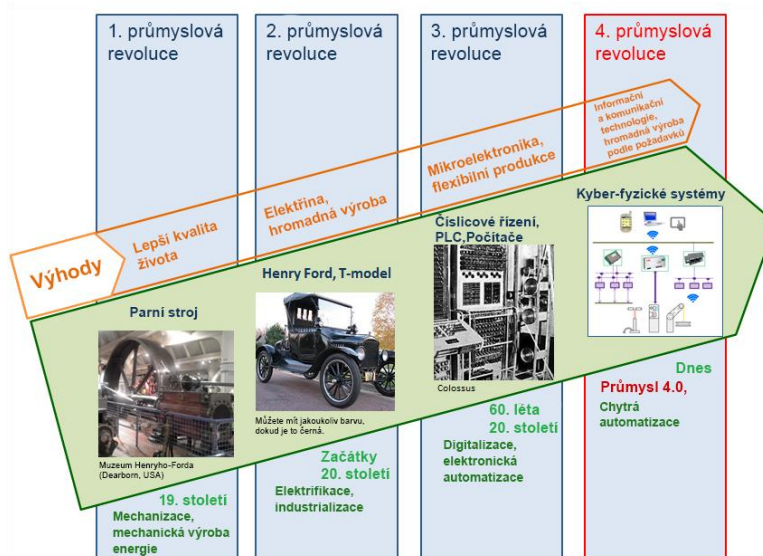 1. průmyslová
revoluce
2. průmyslová
revoluce
3. průmyslová
revoluce
4. průmyslová
revoluce
Výhody
Lepší kvalita
života
Elektřina,
hromadná výroba
Mikroelektronika,
flexibilní produkce
Informační
a komunikační
technologie,
hromadná výroba
podle požadavků
Parní stroj
Muzeum Henryho-Forda
(Dearborn, USA)
19. století
Mechanizace,
mechanická výroba
energie
Henry Ford, T-model
Můžete mít jakoukoliv barvu,
dokud je to černá.
Začátky
20. století
Elektrifikace,
industrializace
Číslicové řízení,
PLC,Počítače
Colossus
60. léta
20. století
Digitalizace,
elektronická
automatizace
Kyber-fyzické systémy
Dnes
Průmysl 4.0,
Chytrá
automatizace